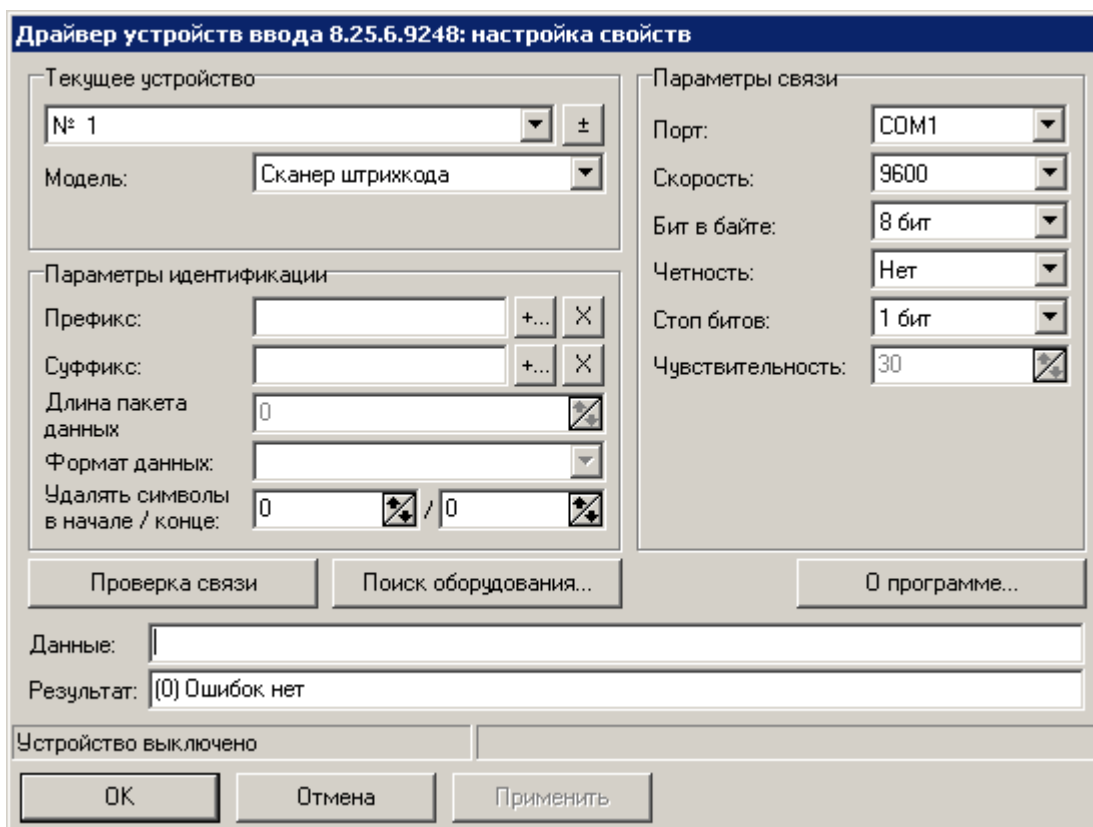 Драйвер устройств ввода 8.25.6.9248: настройка свойств
Текущее устройство
№ 1
±
Модель:
Сканер штрихкода
Параметры идентификации
Префикс:
+...
X
Суффикс:
+...
X
Длина пакета
данных
0
Формат данных:
Удалять символы
в начале / конце:
0 / 0
Параметры связи
Порт:
COM1
Скорость:
9600
Бит в байте:
8 бит
Четность:
Нет
Стоп битов:
1 бит
Чувствительность:
30
Проверка связи
Поиск оборудования...
О программе...
Данные:
Результат:
(0) Ошибок нет
Устройство выключено
OK
Отмена
Применить